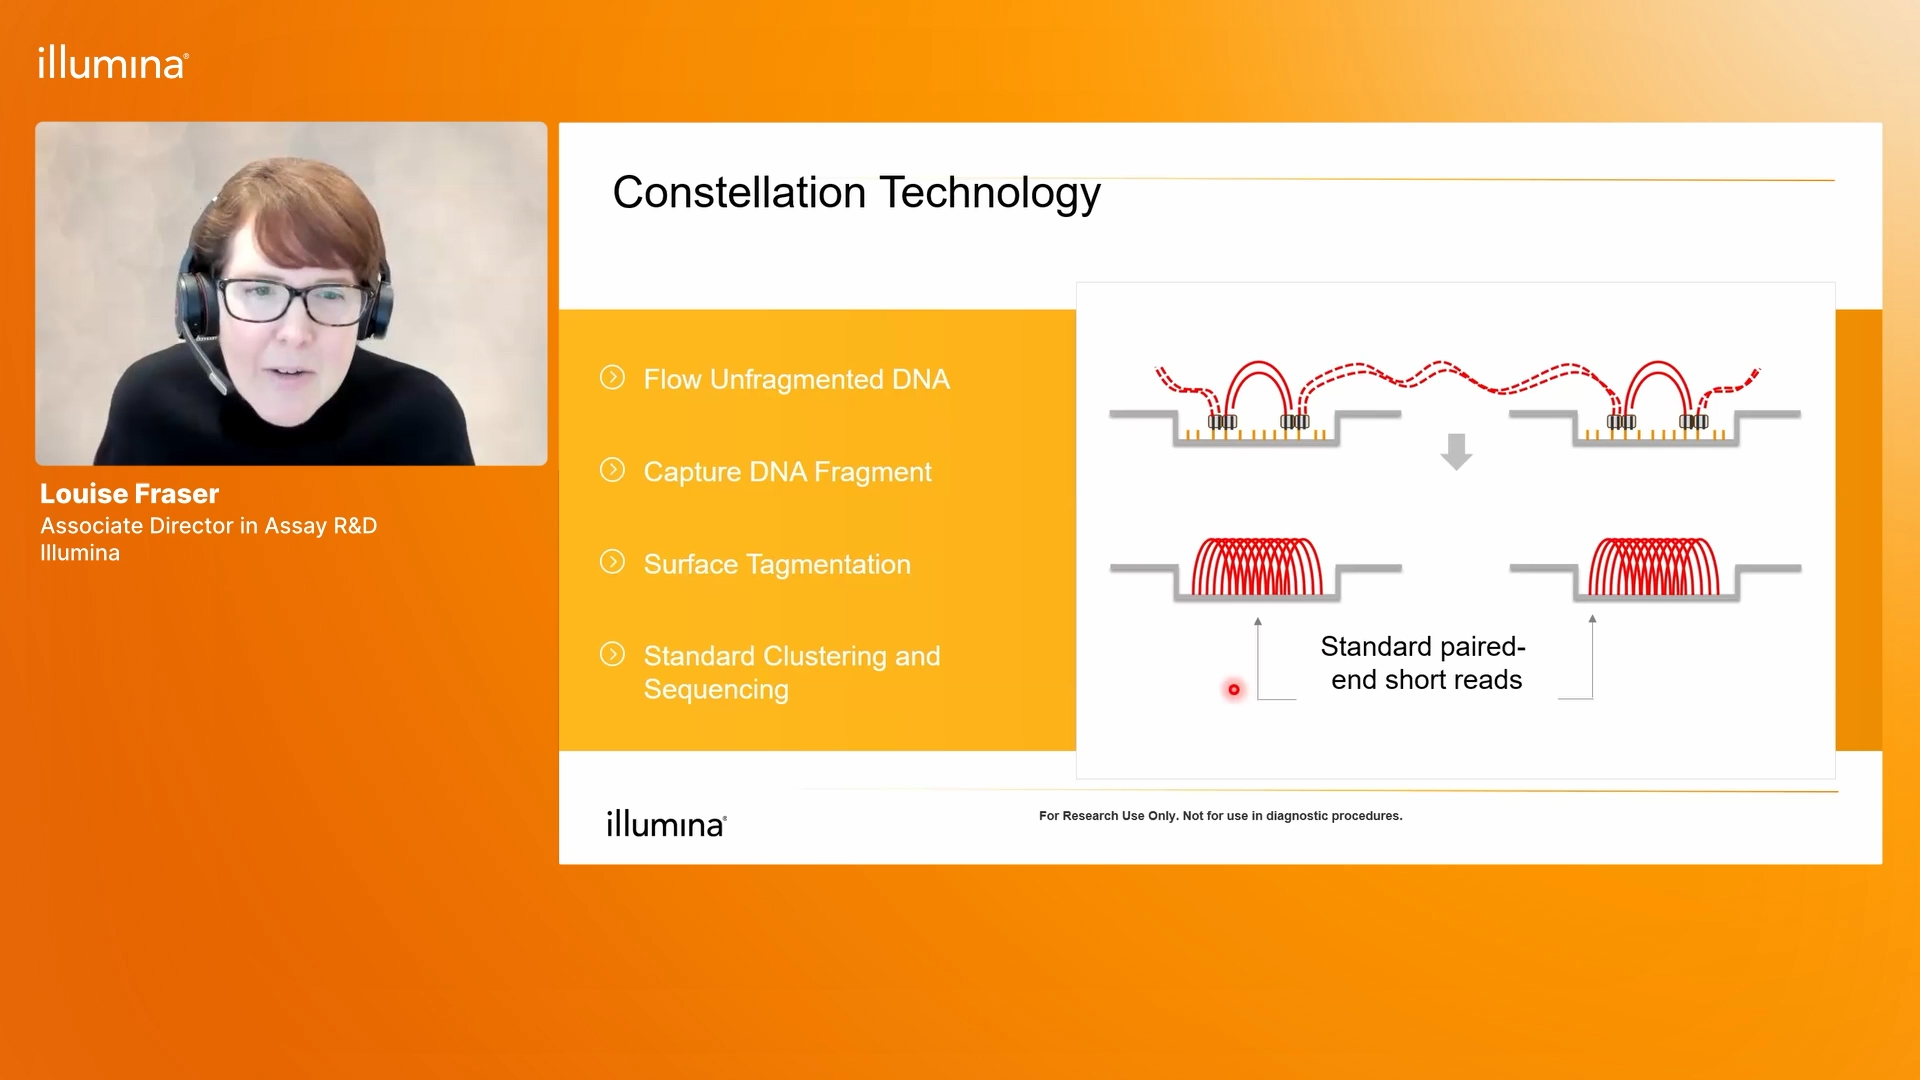 illumina®
Louise Fraser
Associate Director in Assay R&D
Illumina
Constellation Technology
Flow Unfragmented DNA
Capture DNA Fragment
Surface Tagmentation
Standard Clustering and
Sequencing
Standard paired-
end short reads
illumina®
For Research Use Only. Not for use in diagnostic procedures.